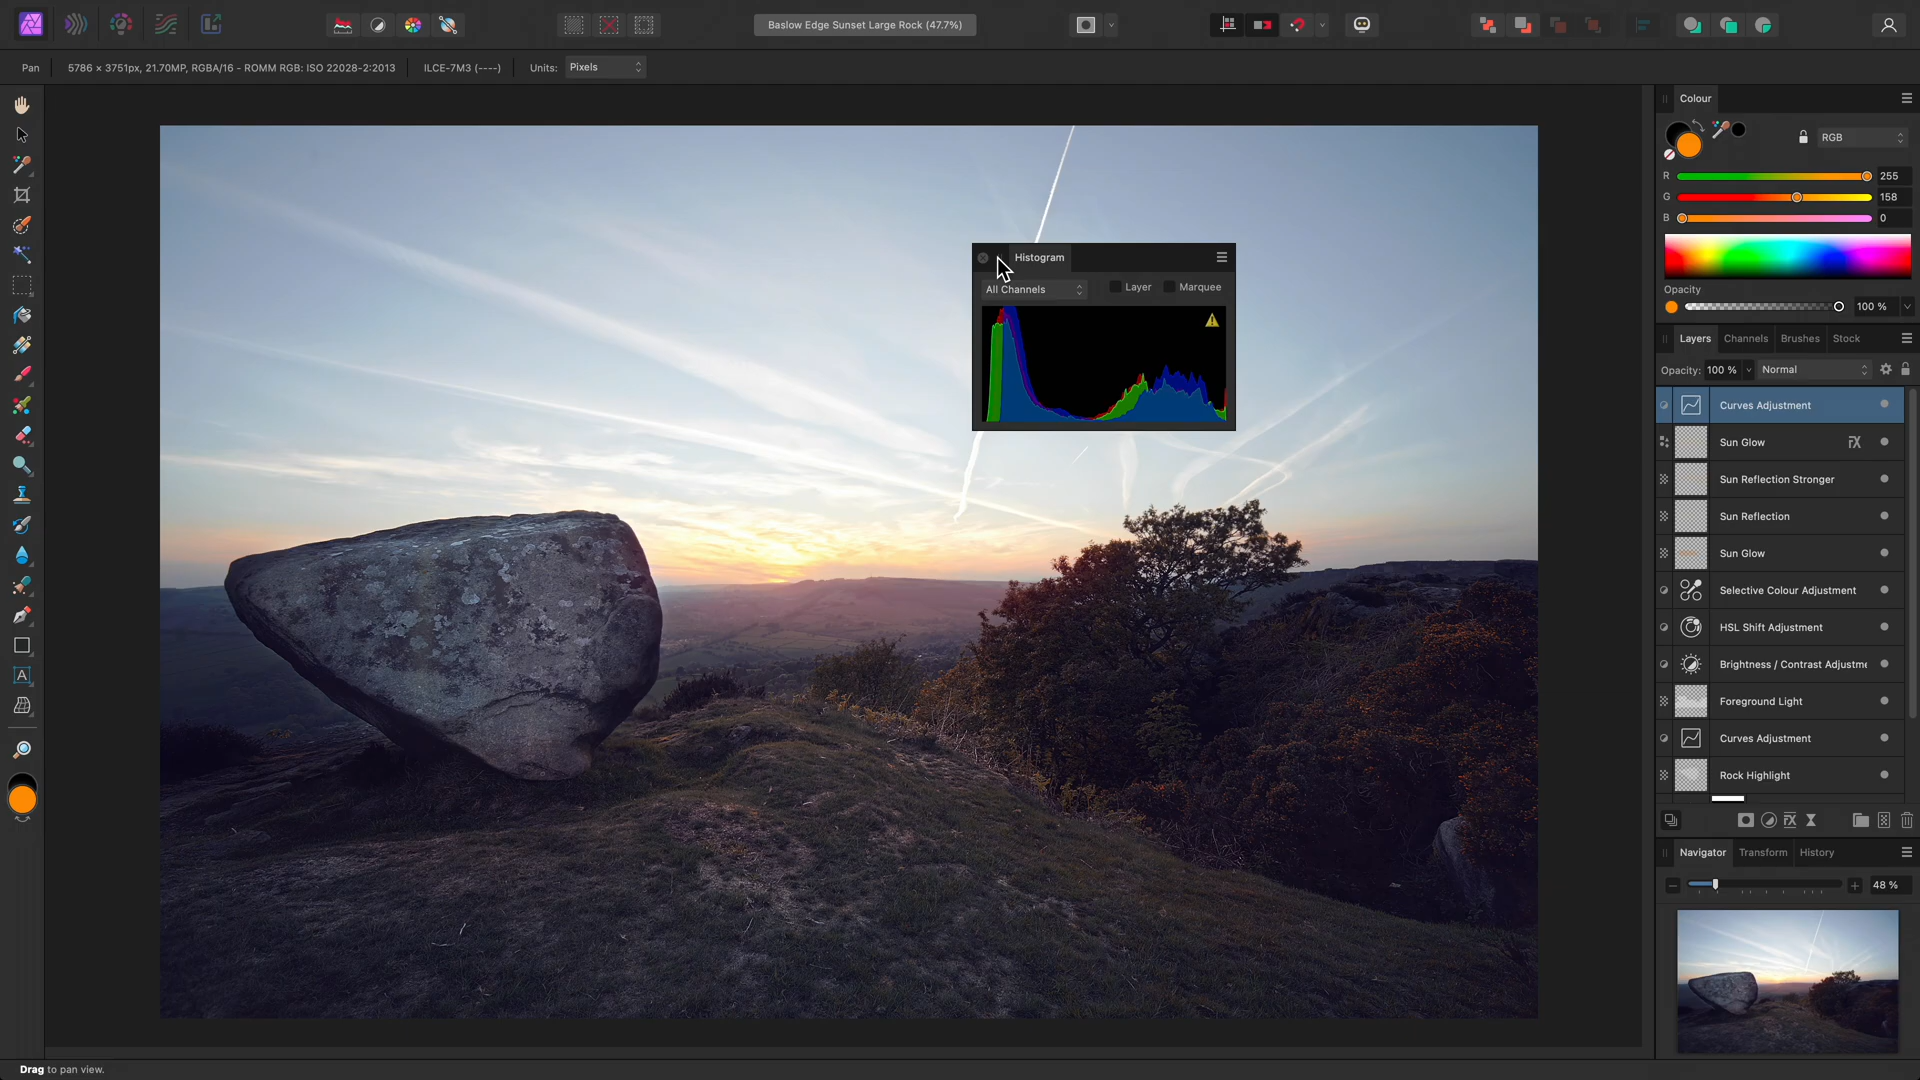 Baslow Edge Sunset Large Rock (47.7%)
Pan
5786 × 3751px, 21.70MP, RGBA/16 - ROMM RGB: ISO 22028-2:2013
ILCE-7M3 (----)
Units: Pixels
Colour
RGB
R 255
G 158
B 0
Opacity
100 %
Histogram
All Channels
Layer
Marquee
Layers Channels Brushes Stock
Opacity: 100 % Normal
Curves Adjustment
Sun Glow
Sun Reflection Stronger
Sun Reflection
Sun Glow
Selective Colour Adjustment
HSL Shift Adjustment
Brightness / Contrast Adjustme
Foreground Light
Curves Adjustment
Rock Highlight
Navigator Transform History
48 %
Drag to pan view.